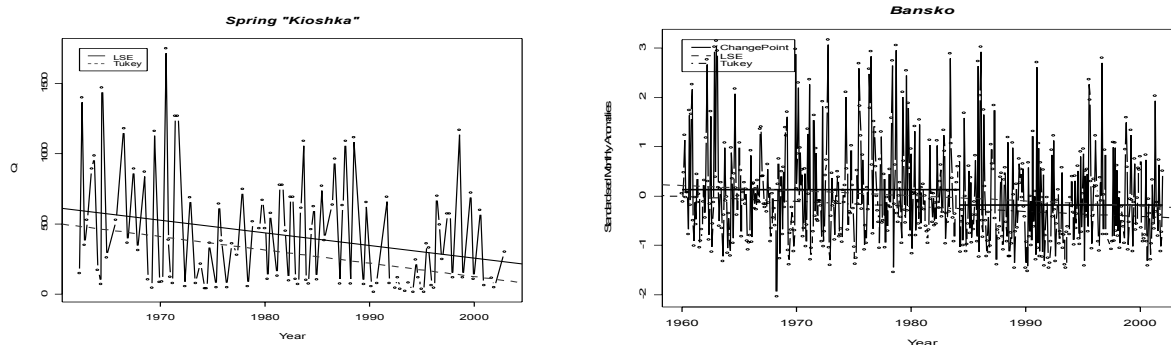 Spring "Kioshka"
LSE
Tukey
Q
0
500
1000
1500
1970
1980
1990
2000
Year
Bansko
ChangePoint
LSE
Tukey
Standardised Monthly Anomalies
-2
-1
0
1
2
3
1960
1970
1980
1990
2000
Year